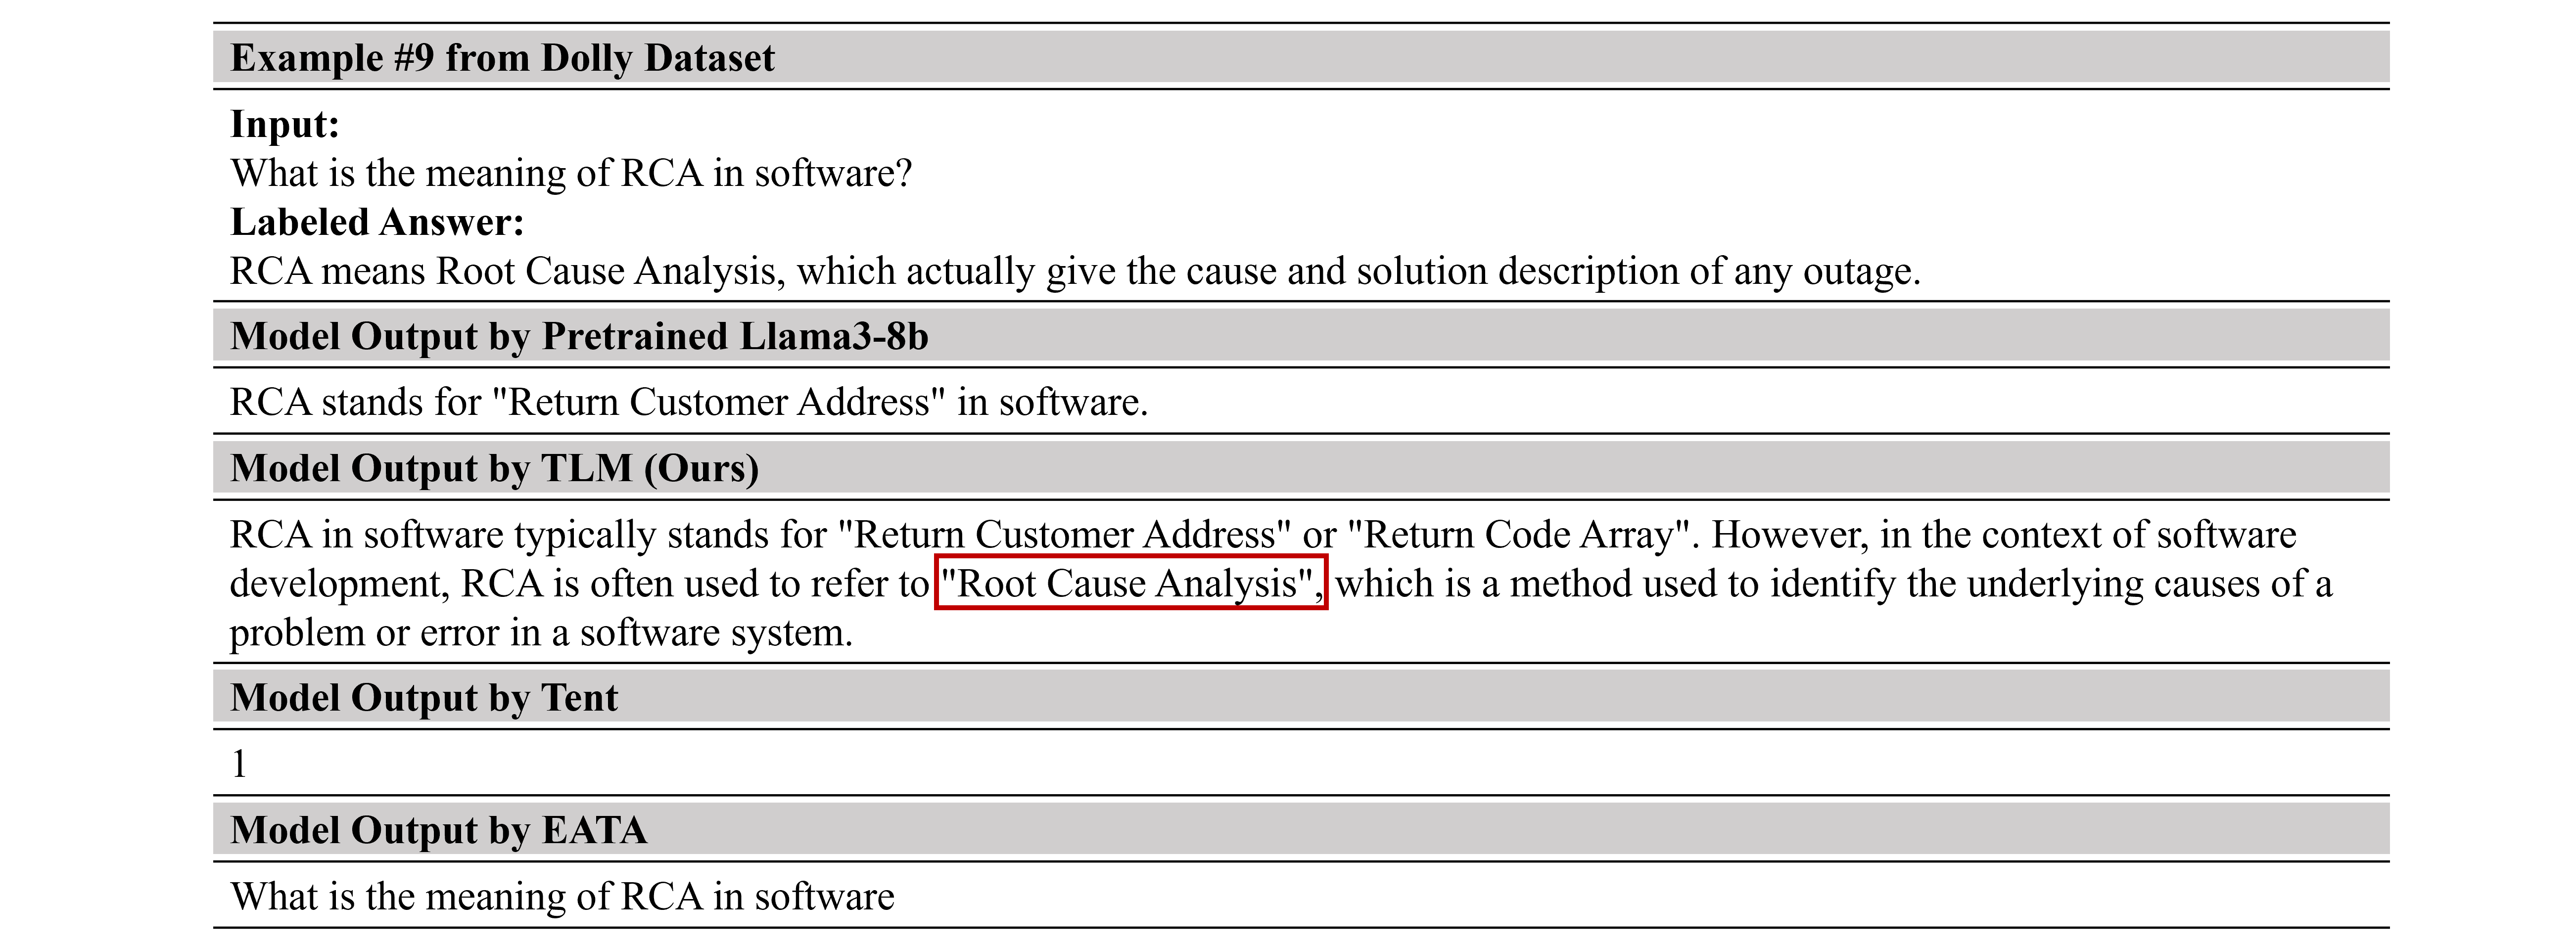 Example #9 from Dolly Dataset
Input:
What is the meaning of RCA in software?
Labeled Answer:
RCA means Root Cause Analysis, which actually give the cause and solution description of any outage.
Model Output by Pretrained Llama3-8b
RCA stands for "Return Customer Address" in software.
Model Output by TLM (Ours)
RCA in software typically stands for "Return Customer Address" or "Return Code Array". However, in the context of software
development, RCA is often used to refer to "Root Cause Analysis", which is a method used to identify the underlying causes of a
problem or error in a software system.
Model Output by Tent
1
Model Output by EATA
What is the meaning of RCA in software